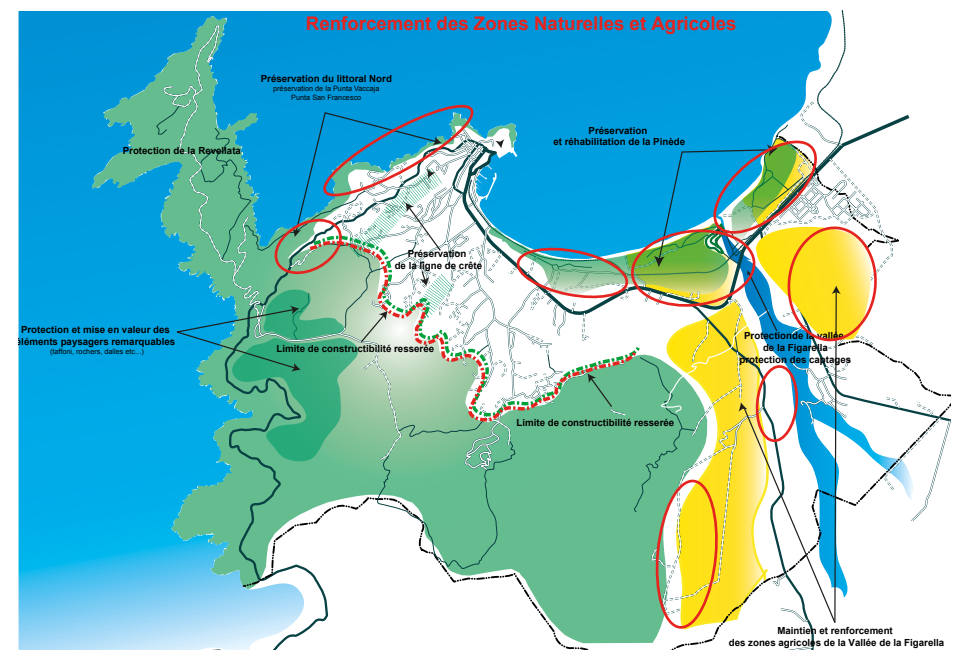 Renforcement des Zones Naturelles et Agricoles
Préservation du littoral Nord
préservation de la Punta Vaccaja
Punta San Francesco
Protection de la Revellata
Préservation
et réhabilitation de la Pinède
Préservation
de la ligne de crête
Protection et mise en valeur des
éléments paysagers remarquables
(taffoni, rochers, dalles etc...)
Limite de constructibilité resserée
Protectionde la vallée
de la Figarella
protection des captages
Limite de constructibilité resserée
Maintien et renforcement
des zones agricoles de la Vallée de la Figarella